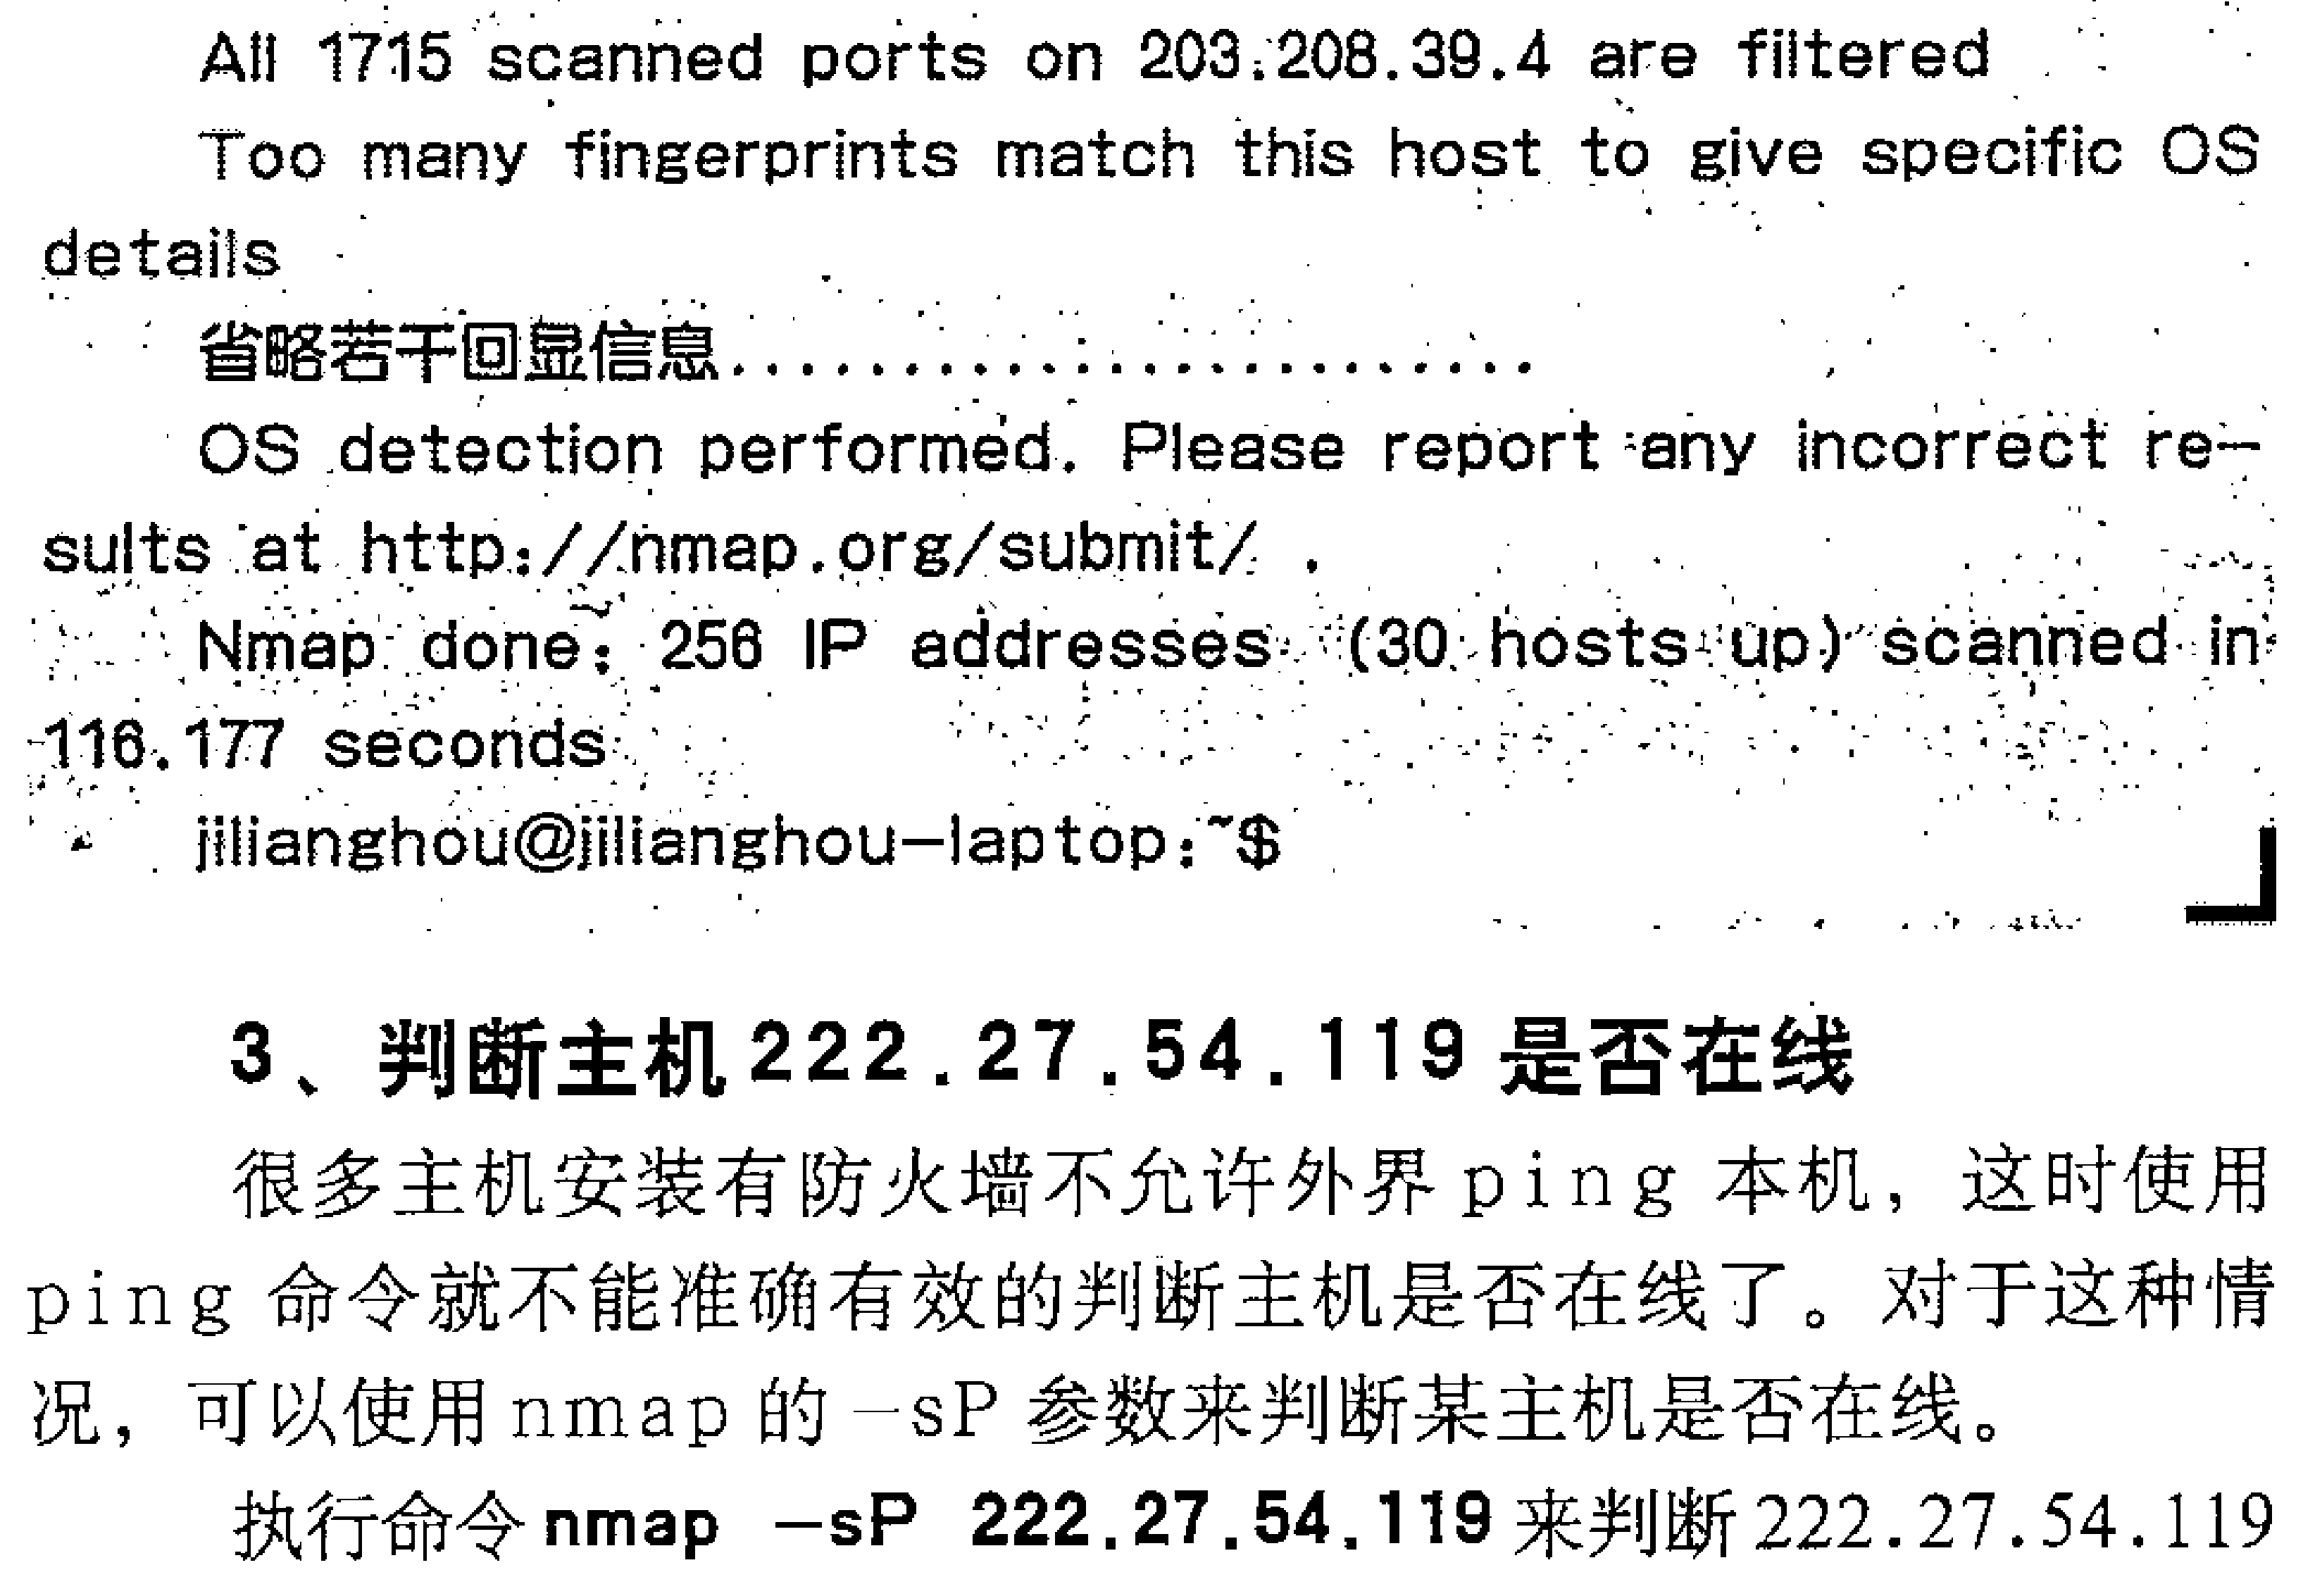 All 1715 scanned ports on 203.208.39.4 are filtered
Too many fingerprints match this host to give specific OS
details
省略若干回显信息........................
OS detection performed. Please report any incorrect re-
sults at http://nmap.org/submit/ .
Nmap done: 256 IP addresses (30 hosts up) scanned in
116.177 seconds
jilianghou@jilianghou-laptop:~$
3、判断主机222.27.54.119是否在线
很多主机安装有防火墙不允许外界ping 本机，这时使用
ping 命令就不能准确有效的判断主机是否在线了。对于这种情
况，可以使用nmap的-sP参数来判断某主机是否在线。
执行命令nmap -sP 222.27.54.119来判断222.27.54.119